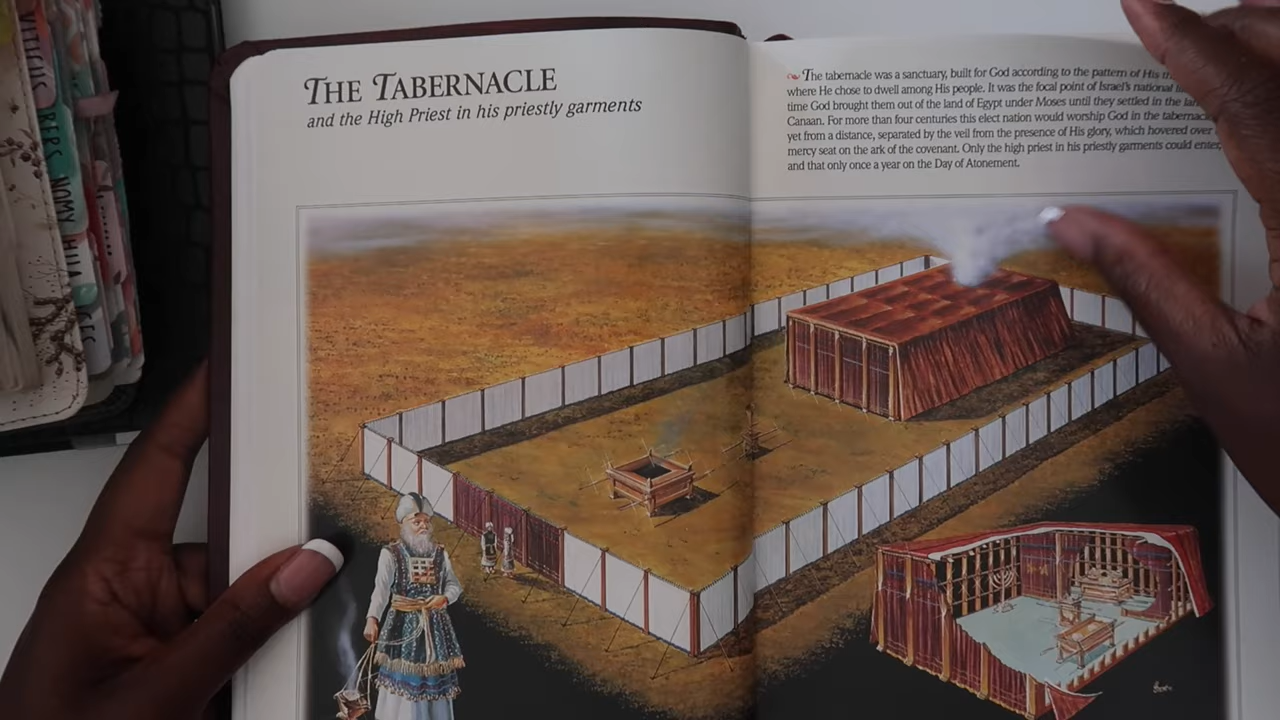 THE TABERNACLE
and the High Priest in his priestly garments
The tabernacle was a sanctuary, built for God according to the pattern of His
where He chose to dwell among His people. It was the focal point of Israel's national
time God brought them out of the land of Egypt under Moses until they settled in the
Canaan. For more than four centuries this elect nation would worship God in the
yet from a distance, separated by the veil from the presence of His glory, which hovered over
mercy seat on the ark of the covenant. Only the high priest in his priestly garments could enter,
and that only once a year on the Day of Atonement.